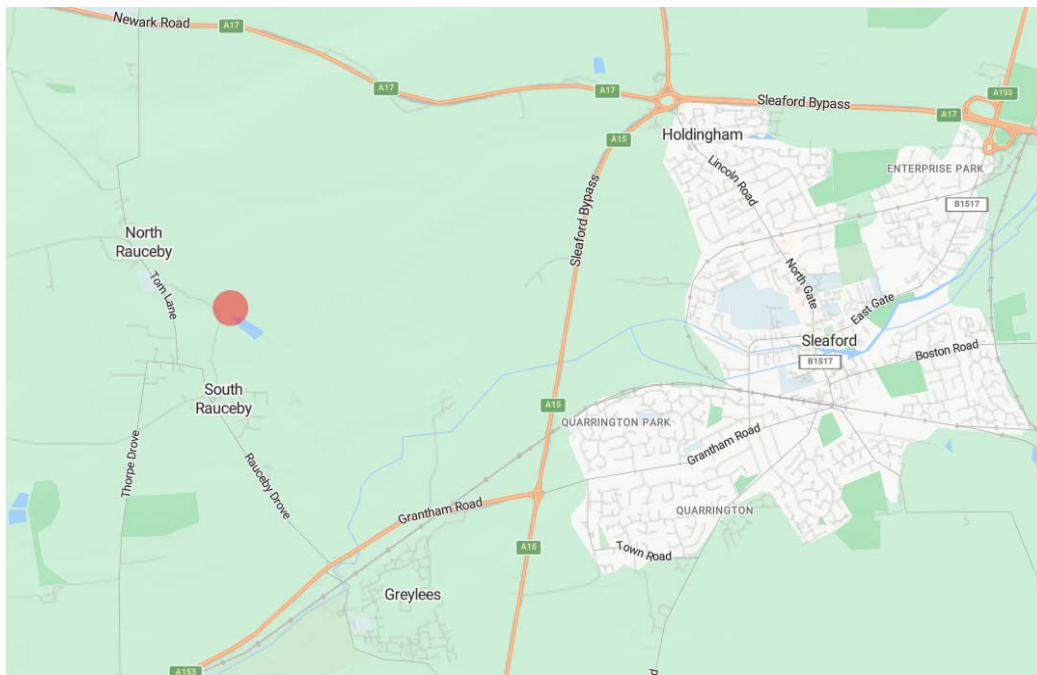 Newark Road
A17
A17
A17
Sleaford Bypass
A153
A17
A15
Holdingham
Lincoln Road
ENTERPRISE PARK
B1517
Sleaford Bypass
North
Rauceby
Tom Lane
North Gate
East Gate
Sleaford
B1517
Boston Road
South
Rauceby
A15
QUARRINGTON PARK
Grantham Road
Thorpe Drove
Rauceby Drove
Grantham Road
QUARRINGTON
A15
Town Road
Greylees
A153